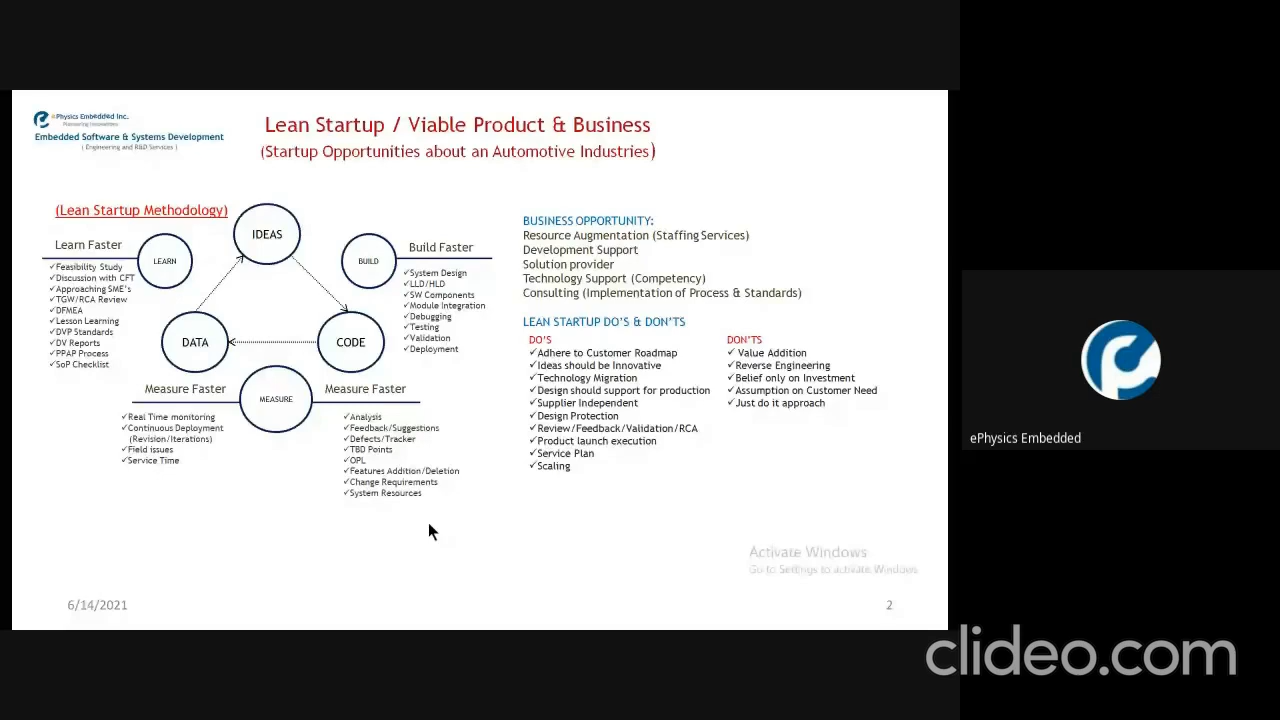 ePhysics Embedded Inc.
Pioneering Innovations
Embedded Software & Systems Development
( Engineering and R&D Services )
Lean Startup / Viable Product & Business
(Startup Opportunities about an Automotive Industries)
(Lean Startup Methodology)
IDEAS
Learn Faster
LEARN
✓Feasibility Study
✓Discussion with CFT
✓Approaching SME's
✓TGW/RCA Review
✓DFMEA
✓Lesson Learning
✓DVP Standards
✓DV Reports
✓PPAP Process
✓SoP Checklist
BUILD
Build Faster
✓System Design
✓LLD/HLD
✓SW Components
✓Module Integration
✓Debugging
✓Testing
✓Validation
✓Deployment
DATA
CODE
Measure Faster
MEASURE
Measure Faster
✓Real Time monitoring
✓Continuous Deployment
(Revision/Iterations)
✓Field issues
✓Service Time
✓Analysis
✓Feedback/Suggestions
✓Defects/Tracker
✓TBD Points
✓OPL
✓Features Addition/Deletion
✓Change Requirements
✓System Resources
BUSINESS OPPORTUNITY:
Resource Augmentation (Staffing Services)
Development Support
Solution provider
Technology Support (Competency)
Consulting (Implementation of Process & Standards)
LEAN STARTUP DO'S & DON'TS
DO'S
✓Adhere to Customer Roadmap
✓Ideas should be Innovative
✓Technology Migration
✓Design should support for production
✓Supplier Independent
✓Design Protection
✓Review/Feedback/Validation/RCA
✓Product launch execution
✓Service Plan
✓Scaling
DON'TS
✓ Value Addition
✓Reverse Engineering
✓Belief only on Investment
✓Assumption on Customer Need
✓Just do it approach
Activate Windows
Go to Settings to activate Windows.
6/14/2021
2
ePhysics Embedded
clideo.com